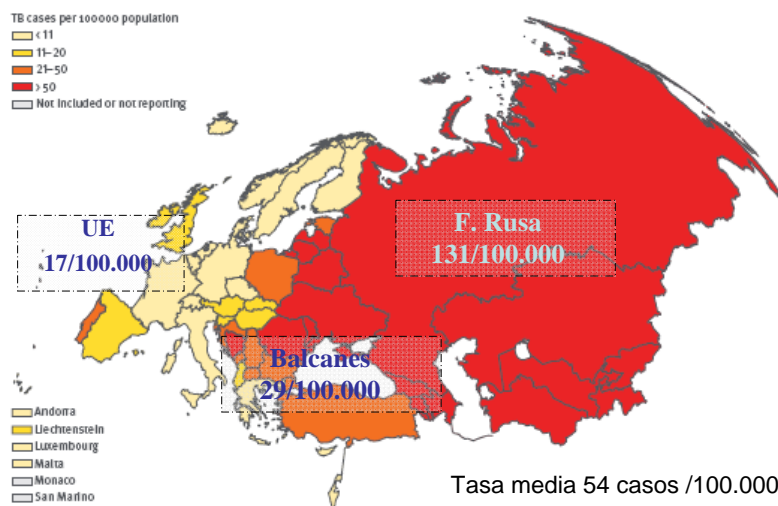 TB cases per 100000 population
<11
11–20
21–50
>50
Not included or not reporting
UE
17/100.000
F. Rusa
131/100.000
Balcanes
29/100.000
Andorra
Liechtenstein
Luxembourg
Malta
Monaco
San Marino
Tasa media 54 casos /100.000